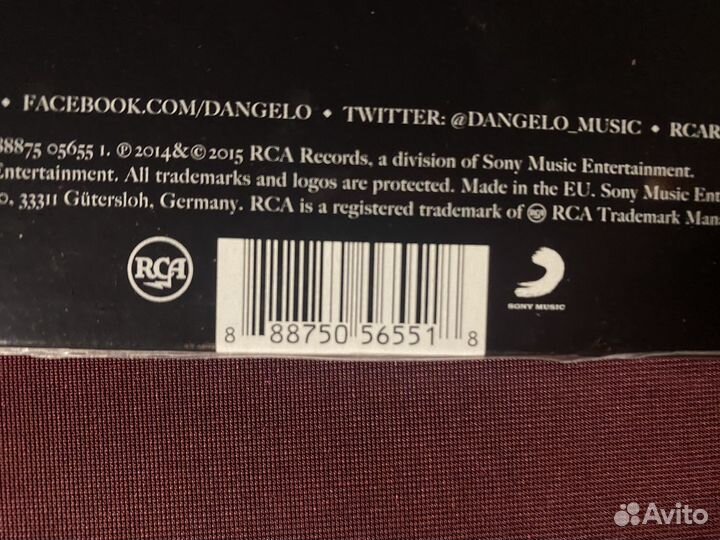 • FACEBOOK.COM/DANGELO • TWITTER: @DANGELO_MUSIC • RCAR
88875 05655 1. ℗ 2014 & © 2015 RCA Records, a division of Sony Music Entertainment.
Entertainment. All trademarks and logos are protected. Made in the EU. Sony Music Ent
0, 33311 Gütersloh, Germany. RCA is a registered trademark of RCA RCA Trademark Man
RCA
SONY MUSIC
8 88750 56551 8
Avito